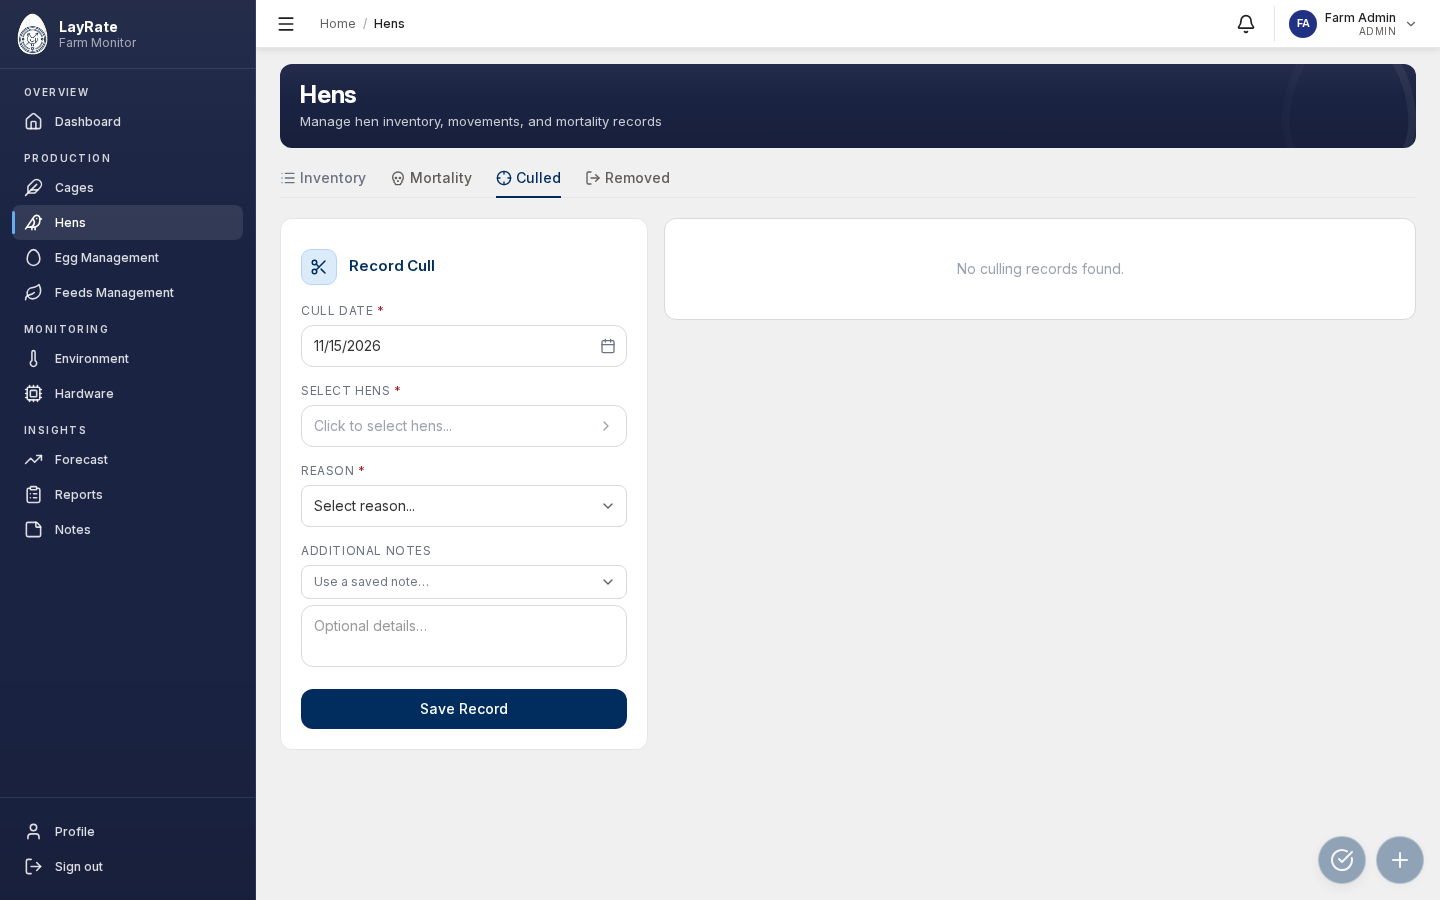 LayRate
Farm Monitor
OVERVIEW
Dashboard
PRODUCTION
Cages
Hens
Egg Management
Feeds Management
MONITORING
Environment
Hardware
INSIGHTS
Forecast
Reports
Notes
Profile
Sign out
Home / Hens
FA
Farm Admin
ADMIN
Hens
Manage hen inventory, movements, and mortality records
Inventory Mortality Culled Removed
Record Cull
CULL DATE *
11/15/2026
SELECT HENS *
Click to select hens...
REASON *
Select reason...
ADDITIONAL NOTES
Use a saved note...
Optional details...
Save Record
No culling records found.